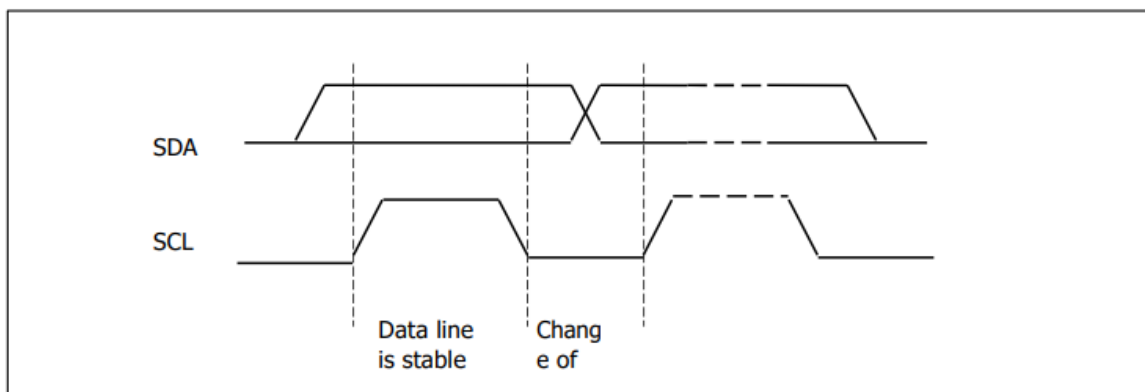 SDA
SCL
Data line
is stable
Chang
e of